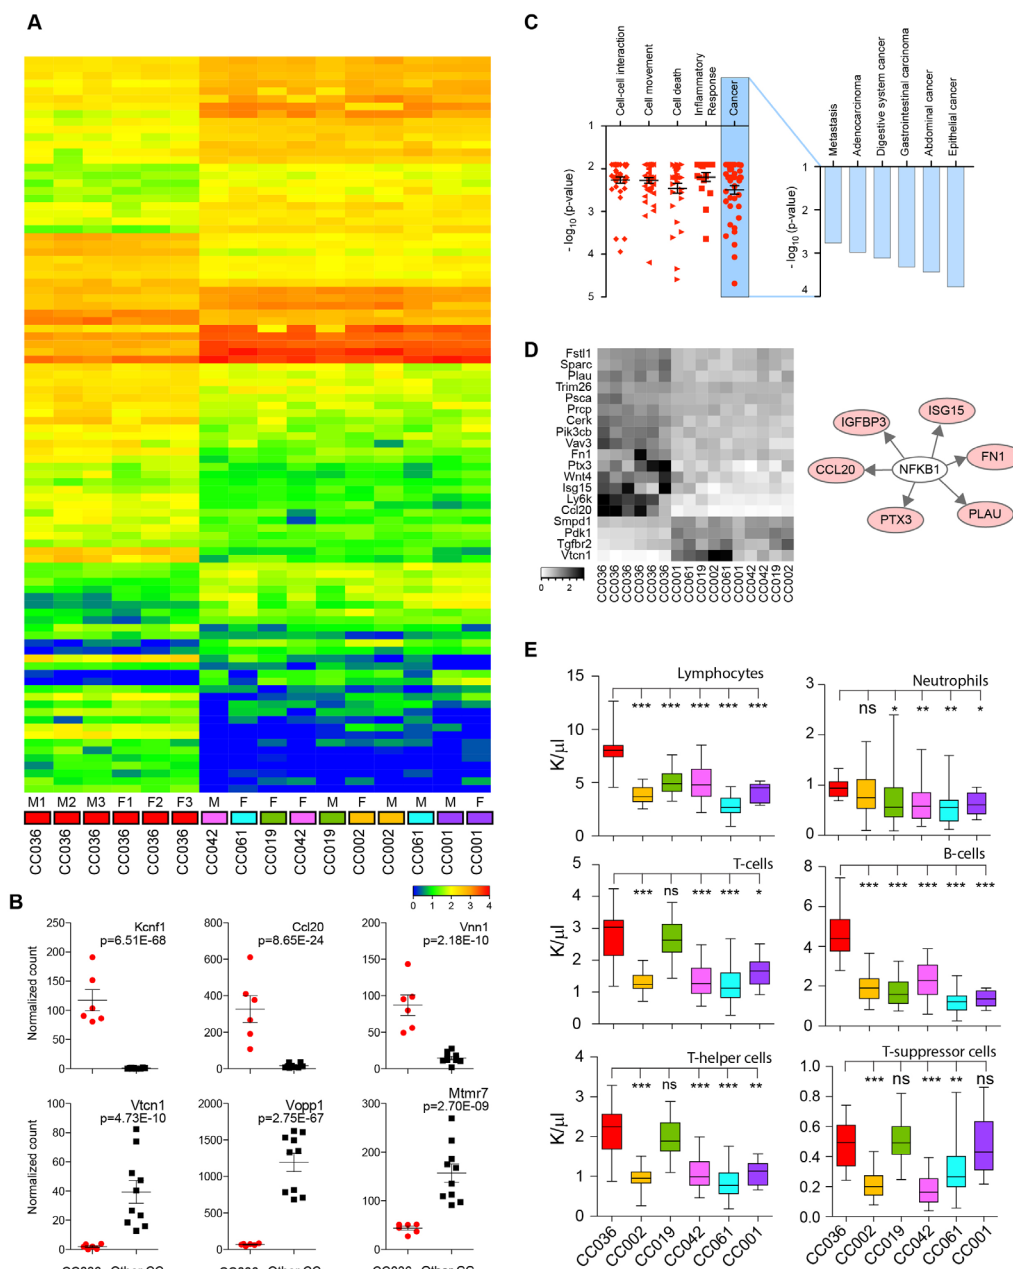 A
M1 M2 M3 F1 F2 F3 M F F F M F M M M F
CC036 CC036 CC036 CC036 CC036 CC036 CC042 CC061 CC019 CC042 CC019 CC002 CC002 CC061 CC001 CC001
0 1 2 3 4
B
Normalized count
Kcnf1
p=6.51E-68
250
200
150
100
50
0
Ccl20
p=8.65E-24
800
600
400
200
0
Vnn1
p=2.18E-10
200
150
100
50
0
Normalized count
Vtcn1
p=4.73E-10
100
80
60
40
20
0
Vopp1
p=2.75E-67
2000
1500
1000
500
0
Mtmr7
p=2.70E-09
300
200
100
0
C
Cell-cell interaction
Cell movement
Cell death
Inflammatory
Response
Cancer
- log10 (p-value)
1
2
3
4
5
Metastasis
Adenocarcinoma
Digestive system cancer
Gastrointestinal carcinoma
Abdominal cancer
Epithelial cancer
- log10 (p-value)
1
2
3
4
D
Fstl1
Sparc
Plau
Trim26
Psca
Prcp
Cerk
Pik3cb
Vav3
Fn1
Ptx3
Wnt4
Isg15
Ly6k
Ccl20
Smpd1
Pdk1
Tgfbr2
Vtcn1
0 2
CC036 CC036 CC036 CC036 CC036 CC036 CC001 CC061 CC019 CC002 CC061 CC001 CC042 CC042 CC019 CC002
IGFBP3
ISG15
CCL20
NFKB1
FN1
PTX3
PLAU
E
Lymphocytes
*** *** *** *** ***
K/µl
15
10
5
0
Neutrophils
ns * ** ** *
3
2
1
0
T-cells
*** ns *** *** *
K/µl
5
4
3
2
1
0
B-cells
*** *** *** *** ***
8
6
4
2
0
T-helper cells
*** ns *** *** **
K/µl
4
3
2
1
0
T-suppressor cells
*** ns *** ** ns
1.0
0.8
0.6
0.4
0.2
0.0
CC036 CC002 CC019 CC042 CC061 CC001
CC036 CC002 CC019 CC042 CC061 CC001